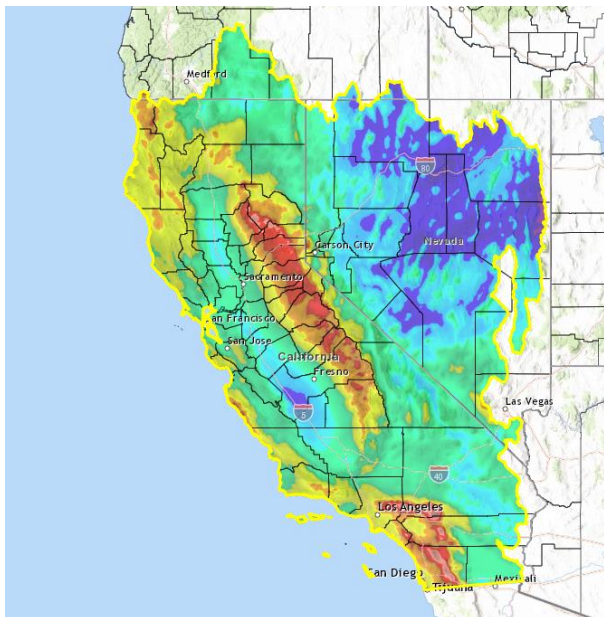 Medford
80
Carson City
Nevada
Sacramento
San Francisco
San Jose
California
Fresno
5
Las Vegas
40
Los Angeles
San Diego
Mexicali
Tijuana